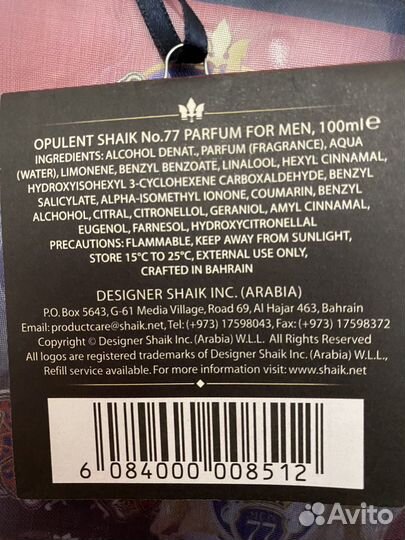 OPULENT SHAIK No.77 PARFUM FOR MEN, 100ml℮
INGREDIENTS: ALCOHOL DENAT., PARFUM (FRAGRANCE), AQUA
(WATER), LIMONENE, BENZYL BENZOATE, LINALOOL, HEXYL CINNAMAL,
HYDROXYISOHEXYL 3-CYCLOHEXENE CARBOXALDEHYDE, BENZYL
SALICYLATE, ALPHA-ISOMETHYL IONONE, COUMARIN, BENZYL
ALCHOHOL, CITRAL, CITRONELLOL, GERANIOL, AMYL CINNAMAL,
EUGENOL, FARNESOL, HYDROXYCITRONELLAL
PRECAUTIONS: FLAMMABLE, KEEP AWAY FROM SUNLIGHT,
STORE 15°C TO 25°C, EXTERNAL USE ONLY,
CRAFTED IN BAHRAIN
DESIGNER SHAIK INC. (ARABIA)
P.O. Box 5643, G-61 Media Village, Road 69, Al Hajar 463, Bahrain
Email: productcare@shaik.net, Tel: (+973) 17598043, Fax: (+973) 17598372
Copyright © Designer Shaik Inc. (Arabia) W.L.L. All Rights Reserved.
All logos are registered trademarks of Designer Shaik Inc. (Arabia) W.L.L.,
Refill service available. For more information visit www.shaik.net
6 084000 008512
77
Avito